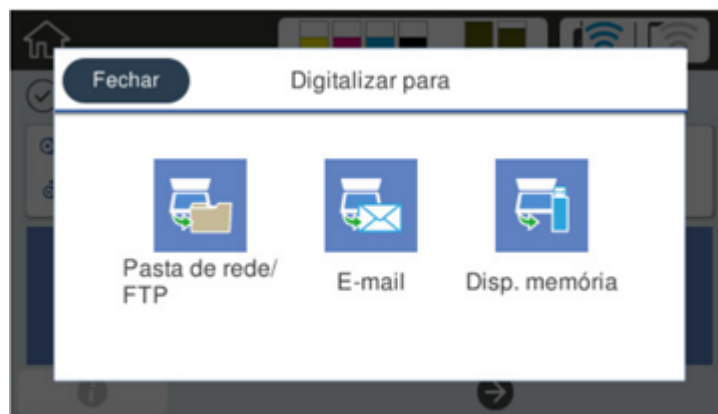 Fechar
Digitalizar para
Pasta de rede/
FTP
E-mail
Disp. memória